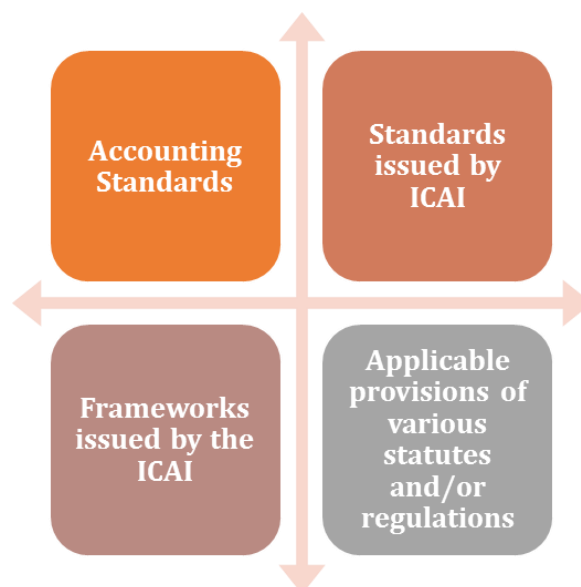 Accounting
Standards
Standards
issued by
ICAI
Frameworks
issued by the
ICAI
Applicable
provisions of
various
statutes
and/or
regulations